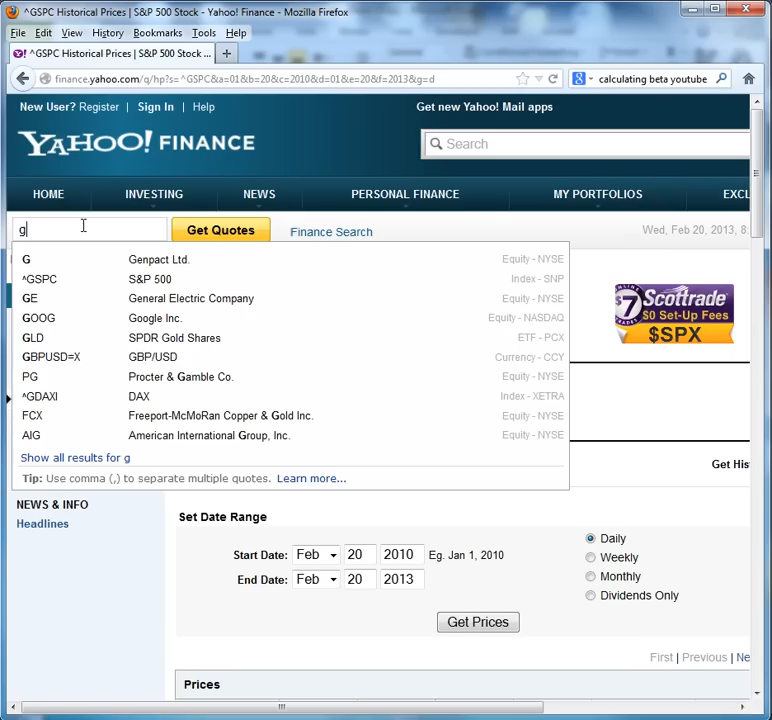 ^GSPC Historical Prices | S&P 500 Stock - Yahoo! Finance - Mozilla Firefox
File Edit View History Bookmarks Tools Help
Y! ^GSPC Historical Prices | S&P 500 Stock ... +
finance.yahoo.com/q/hp?s=^GSPC&a=01&b=20&c=2010&d=01&e=20&f=2013&g=d
calculating beta youtube
New User? Register Sign In Help Get new Yahoo! Mail apps
YAHOO! FINANCE
Search
HOME INVESTING NEWS PERSONAL FINANCE MY PORTFOLIOS EXCL
g Get Quotes Finance Search Wed, Feb 20, 2013, 8:
G Genpact Ltd. Equity - NYSE
^GSPC S&P 500 Index - SNP
GE General Electric Company Equity - NYSE
GOOG Google Inc. Equity - NASDAQ
GLD SPDR Gold Shares ETF - PCX
GBPUSD=X GBP/USD Currency - CCY
PG Procter & Gamble Co. Equity - NYSE
^GDAXI DAX Index - XETRA
FCX Freeport-McMoRan Copper & Gold Inc. Equity - NYSE
AIG American International Group, Inc. Equity - NYSE
Show all results for g
Tip: Use comma (,) to separate multiple quotes. Learn more...
$7 Scottrade
$0 Set-Up Fees
$SPX
Get His
NEWS & INFO
Headlines
Set Date Range
Start Date: Feb 20 2010 Eg. Jan 1, 2010
End Date: Feb 20 2013
Daily
Weekly
Monthly
Dividends Only
Get Prices
First | Previous | Ne
Prices